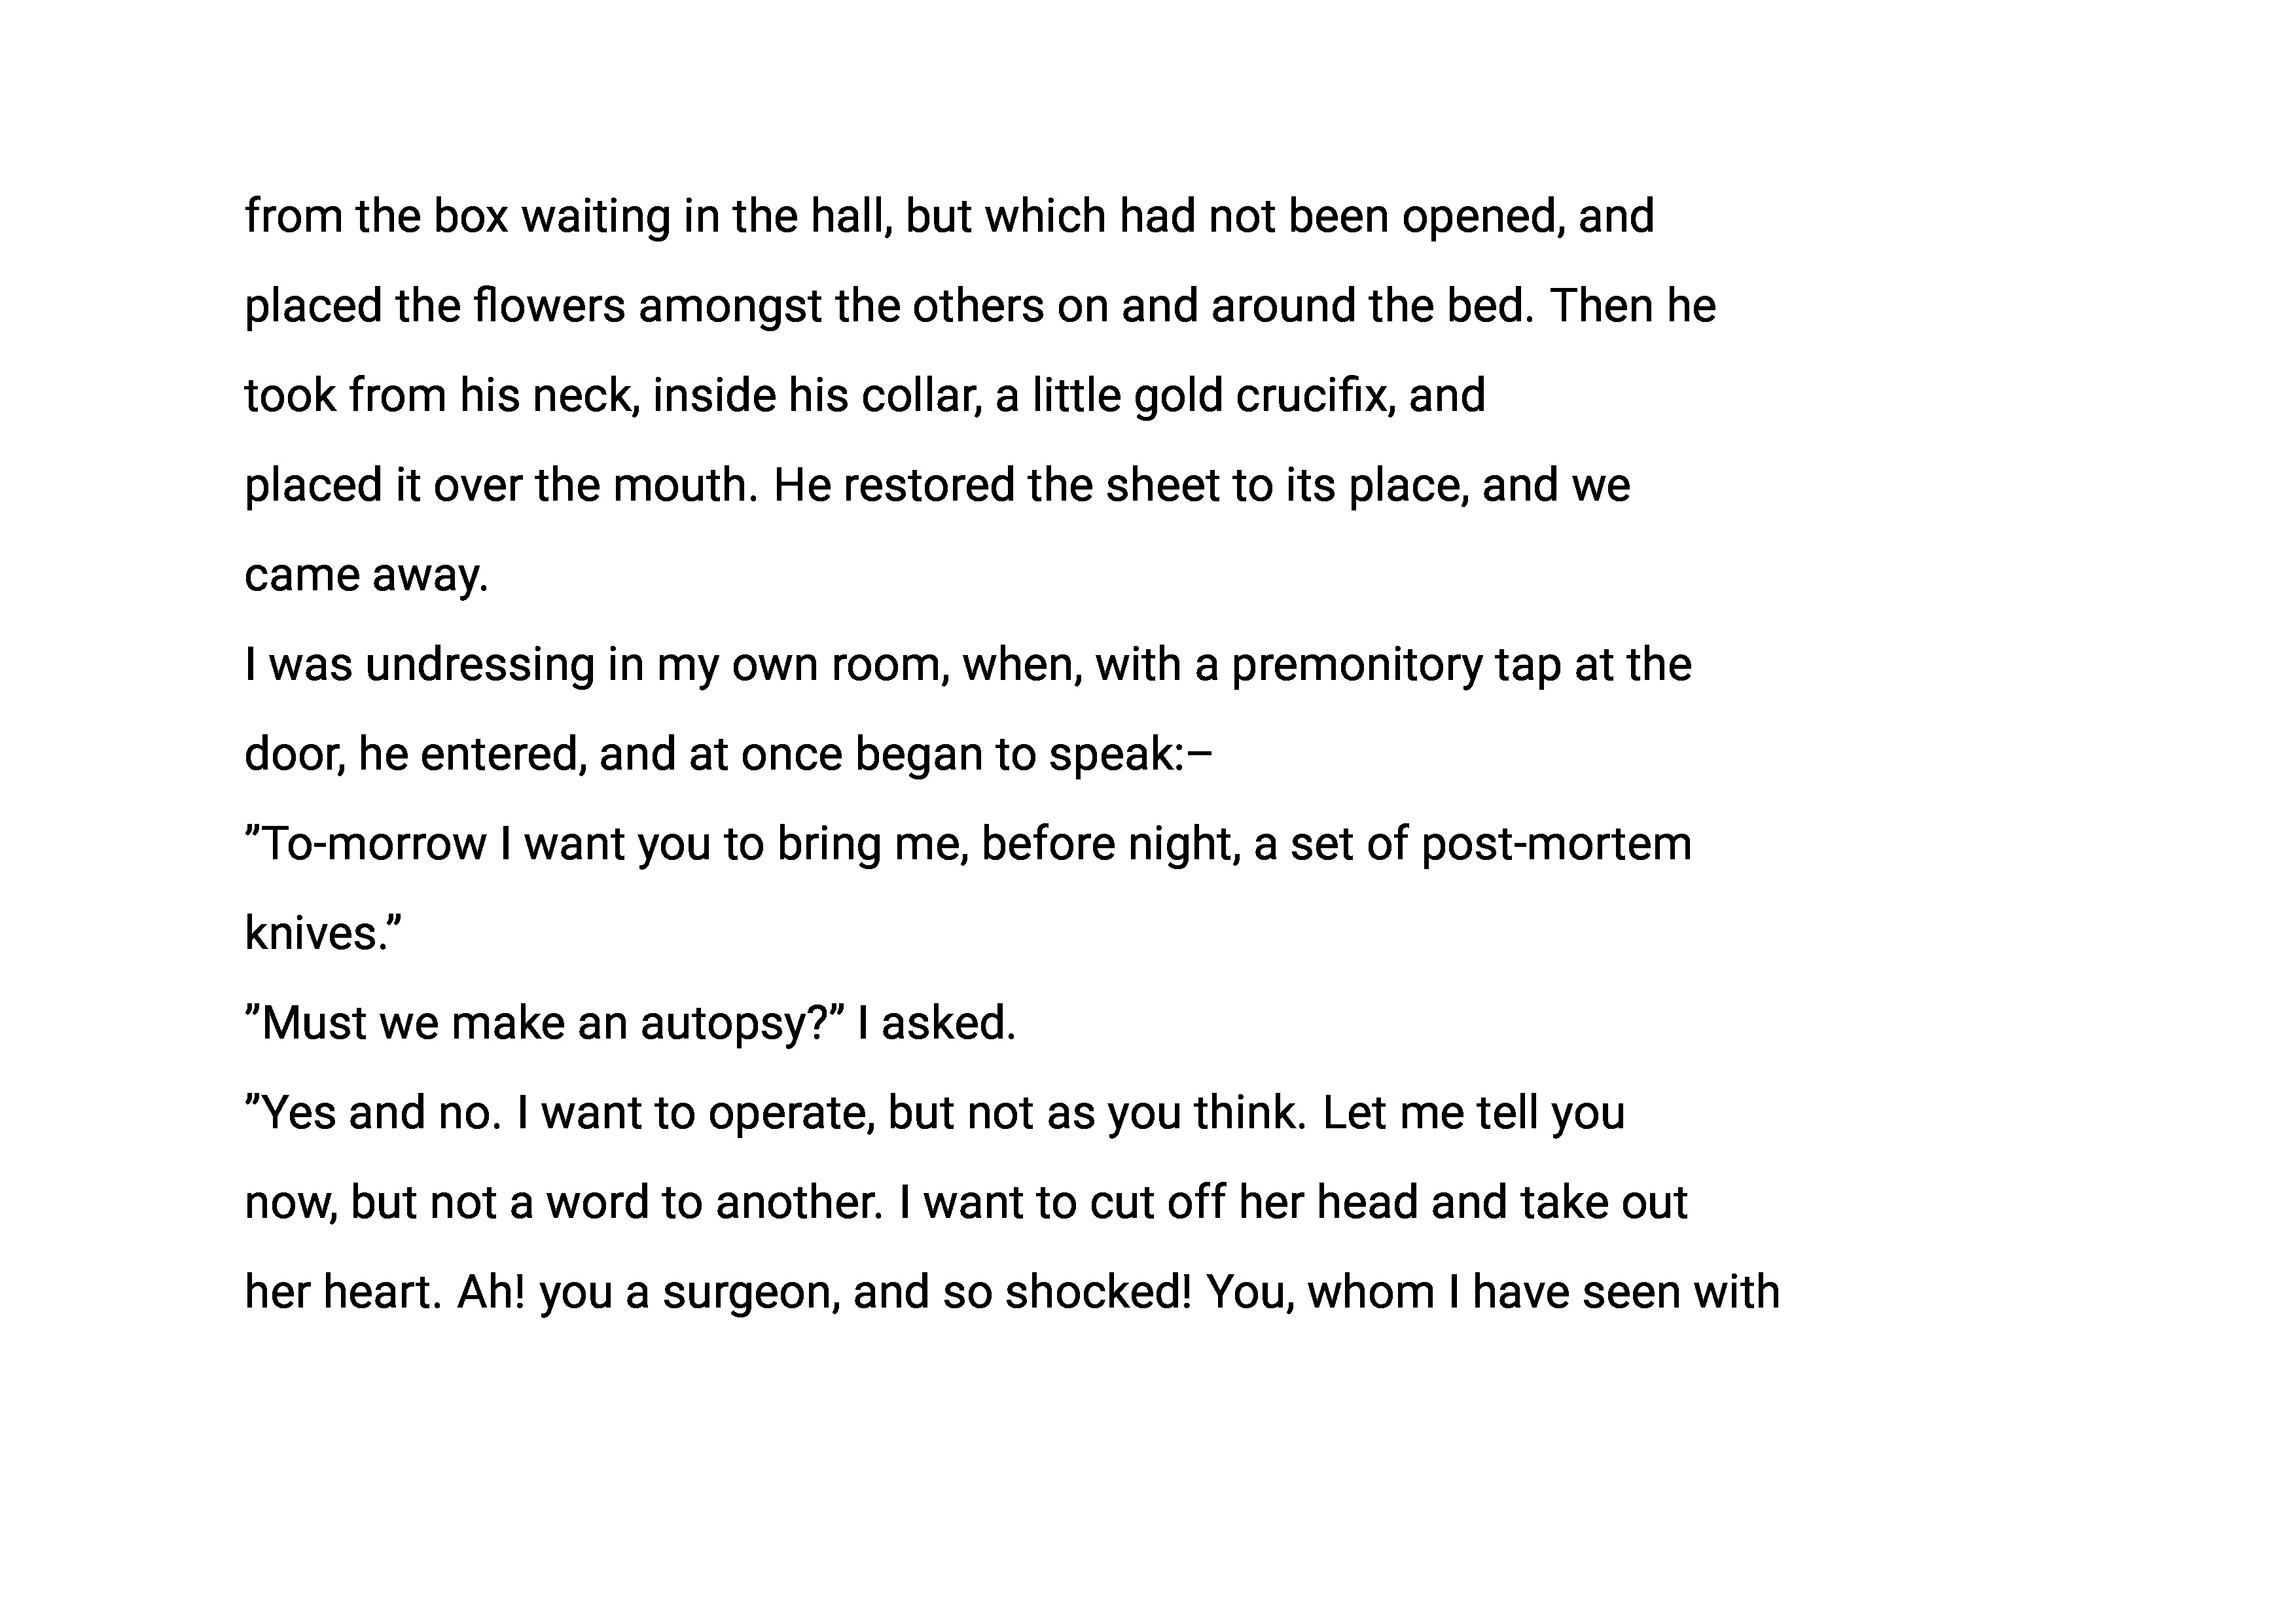 from the box waiting in the hall, but which had not been opened, and
placed the flowers amongst the others on and around the bed. Then he
took from his neck, inside his collar, a little gold crucifix, and
placed it over the mouth. He restored the sheet to its place, and we
came away.
I was undressing in my own room, when, with a premonitory tap at the
door, he entered, and at once began to speak:–
”To-morrow I want you to bring me, before night, a set of post-mortem
knives.”
”Must we make an autopsy?” I asked.
”Yes and no. I want to operate, but not as you think. Let me tell you
now, but not a word to another. I want to cut off her head and take out
her heart. Ah! you a surgeon, and so shocked! You, whom I have seen with